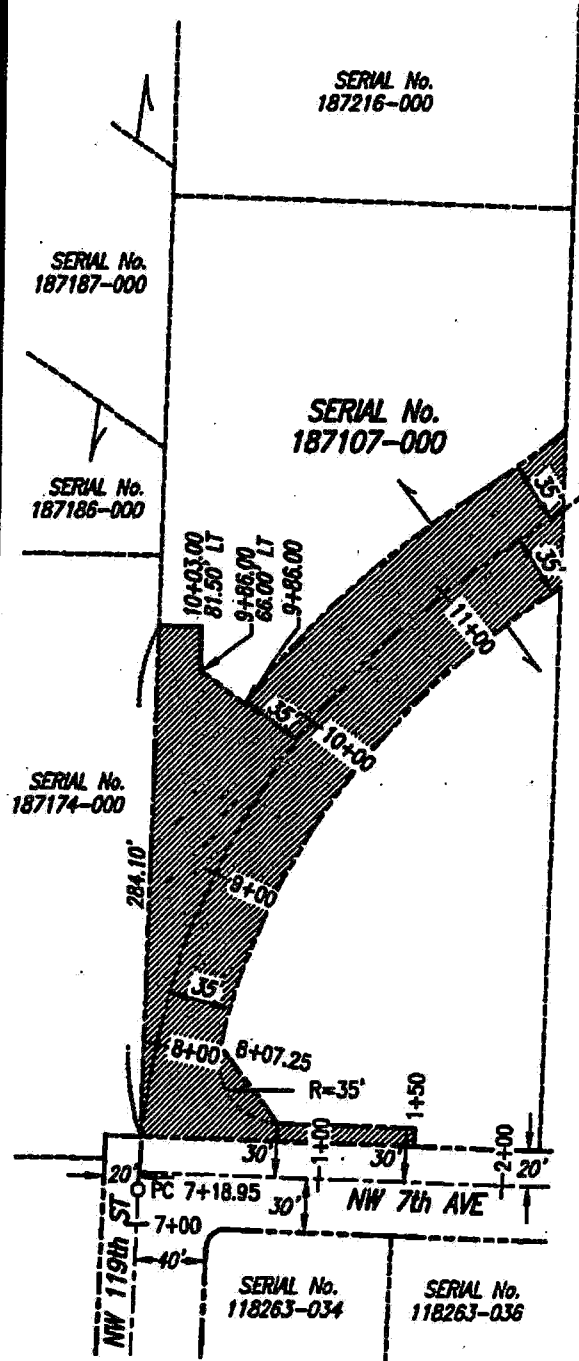 SERIAL No.
187216-000
SERIAL No.
187187-000
SERIAL No.
187107-000
SERIAL No.
187186-000
10+03.00
81.50' LT
9+86.00
66.00' LT
9+86.00
35'
35'
11+00
35'
10+00
SERIAL No.
187174-000
284.10'
9+00
35'
8+00
8+07.25
R=35'
1+50
30'
1+00
30'
2+00
20'
20'
PC 7+18.95
30'
NW 7th AVE
7+00
40'
NW 119th ST
SERIAL No.
118263-034
SERIAL No.
118263-036